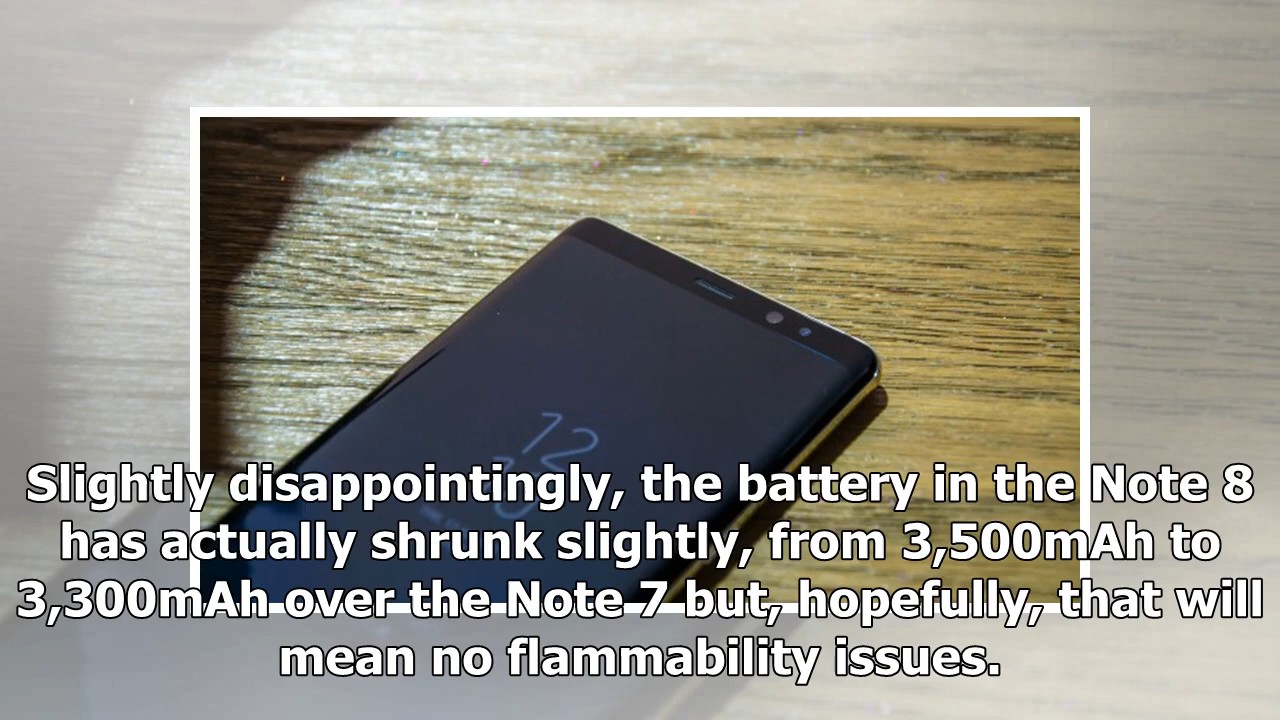 12
Slightly disappointingly, the battery in the Note 8
has actually shrunk slightly, from 3,500mAh to
3,300mAh over the Note 7 but, hopefully, that will
mean no flammability issues.